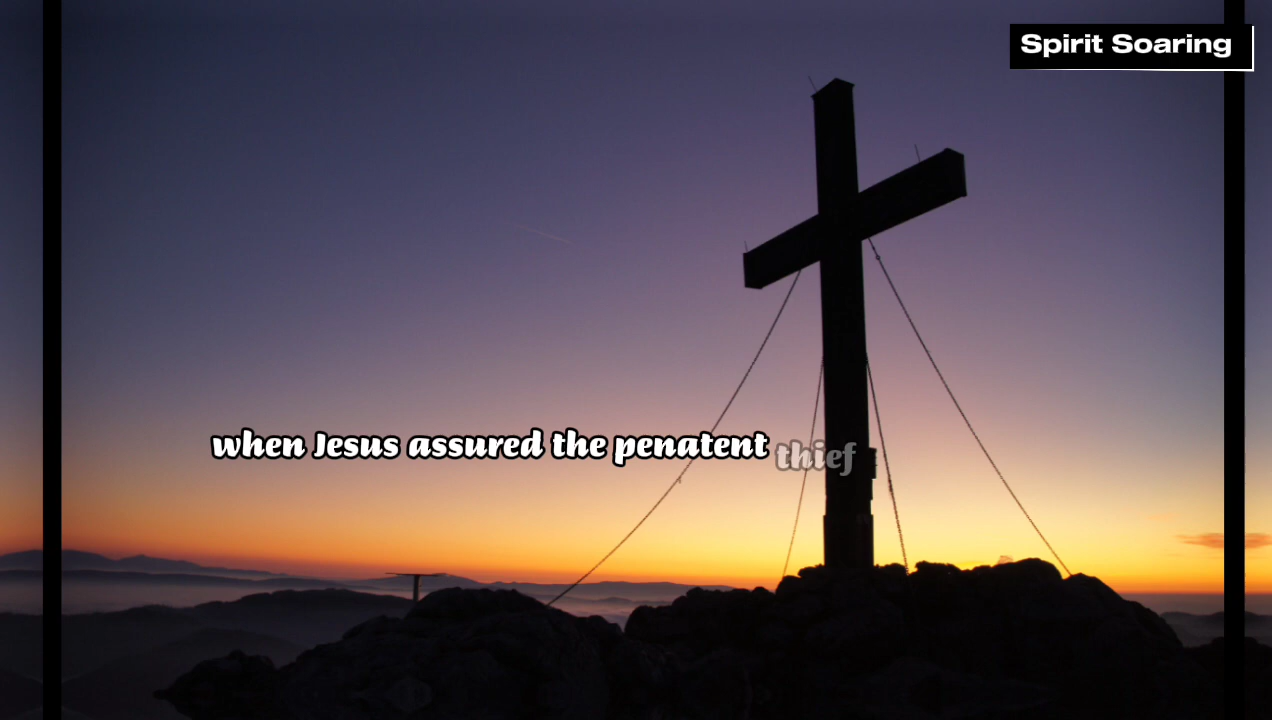 Spirit Soaring
when Jesus assured the penatent thief